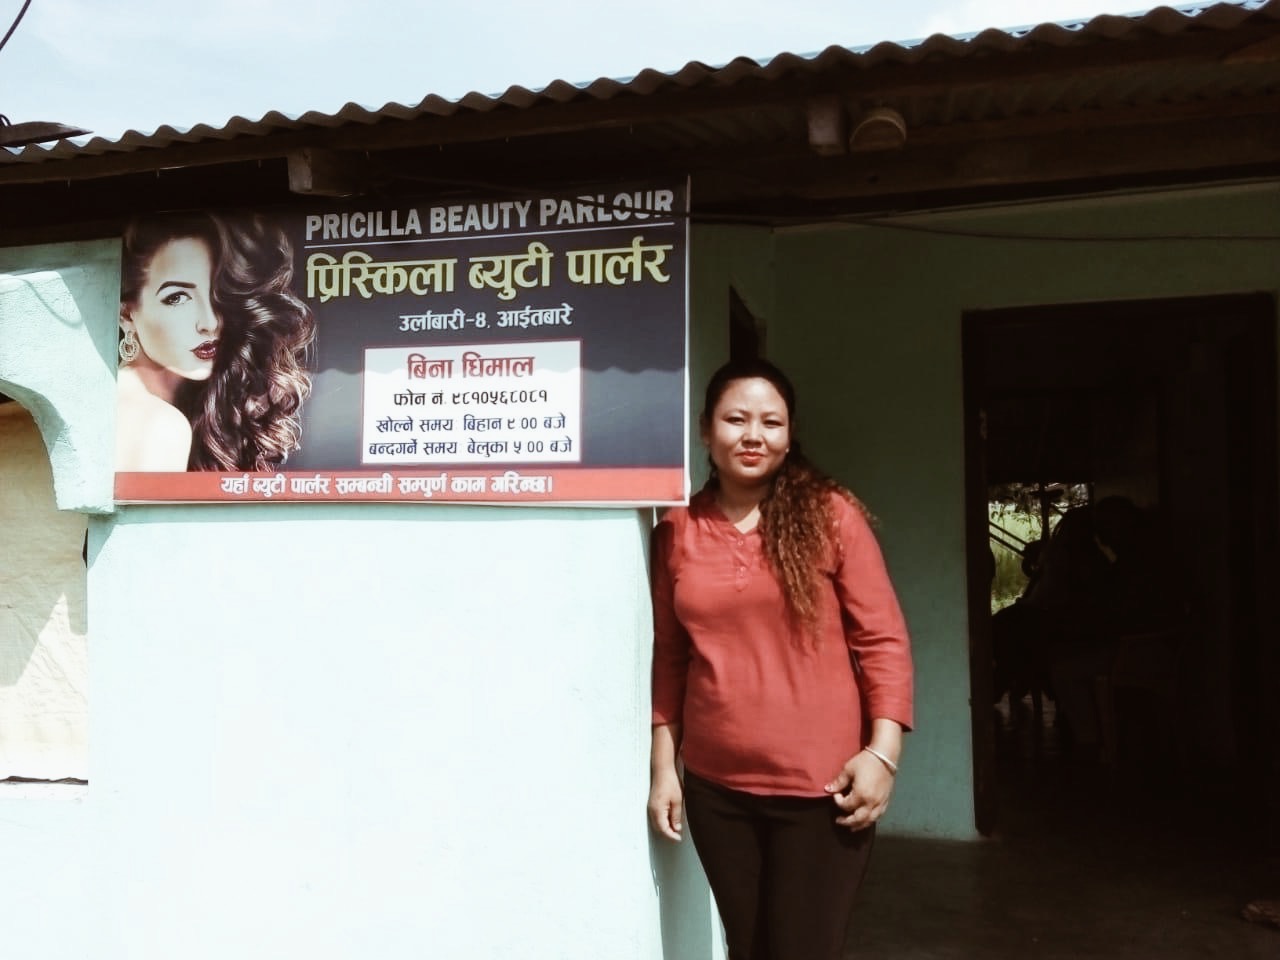 PRICILLA BEAUTY PARLOUR
प्रिस्किला ब्युटी पार्लर
उर्लाबारी-४, आईतबारे
बिना धिमाल
फोन नं. ९८१०५६८०८१
खोल्ने समय: बिहान ९:०० बजे
बन्दगर्ने समय: बेलुका ५:०० बजे
यहाँ ब्युटी पार्लर सम्बन्धी सम्पुर्ण काम गरिन्छ।